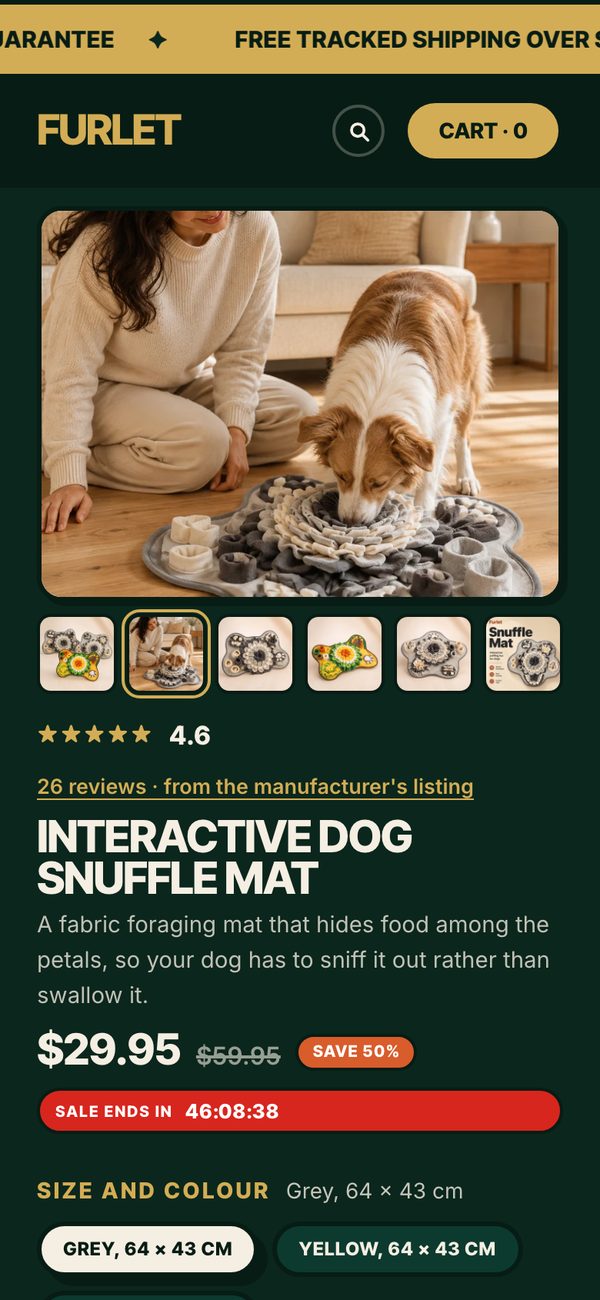 ARANTEE ✦ FREE TRACKED SHIPPING OVER
FURLET
CART · 0
Furlet
Snuffle
Mat
★★★★★ 4.6
26 reviews · from the manufacturer's listing
INTERACTIVE DOG
SNUFFLE MAT
A fabric foraging mat that hides food among the
petals, so your dog has to sniff it out rather than
swallow it.
$29.95 $59.95 SAVE 50%
SALE ENDS IN 46:08:38
SIZE AND COLOUR Grey, 64 × 43 cm
GREY, 64 × 43 CM
YELLOW, 64 × 43 CM